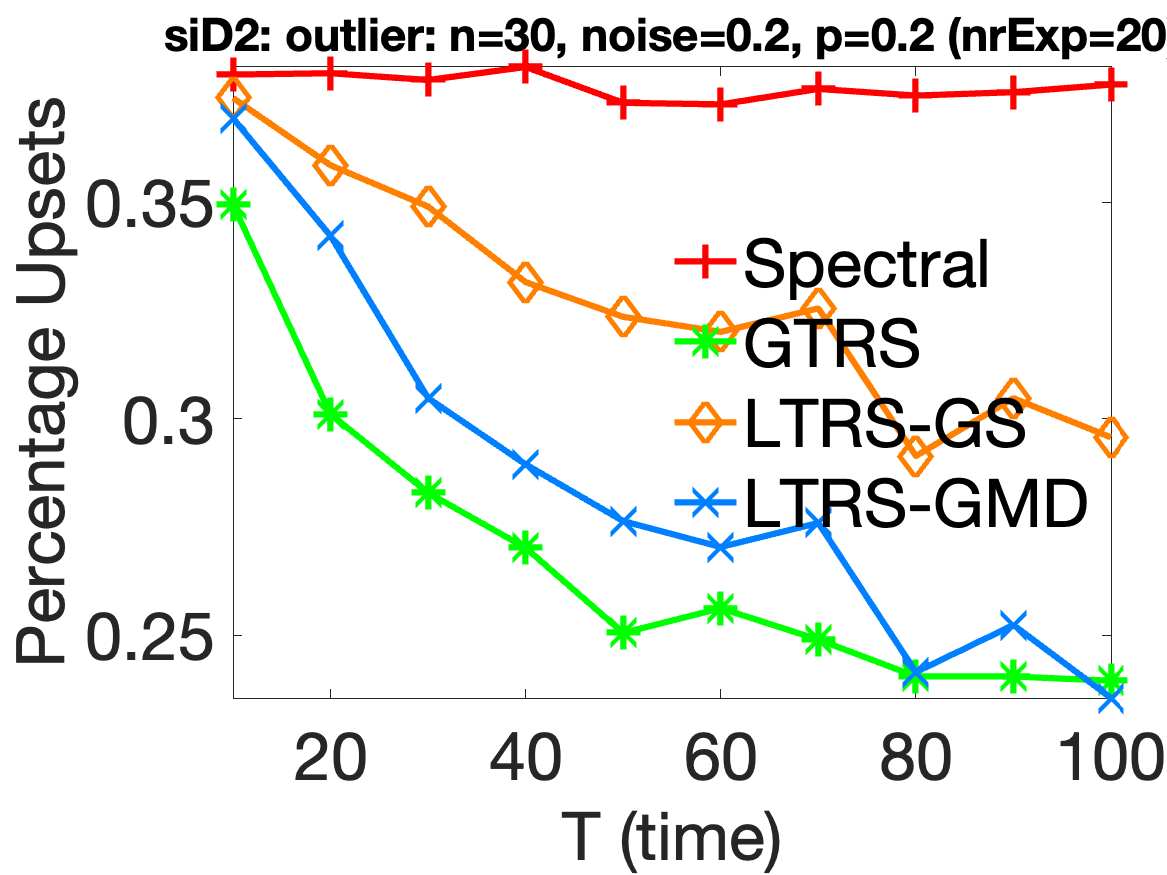 siD2: outlier: n=30, noise=0.2, p=0.2 (nrExp=20)
Percentage Upsets
0.35
0.3
0.25
Spectral
GTRS
LTRS-GS
LTRS-GMD
20 40 60 80 100
T (time)